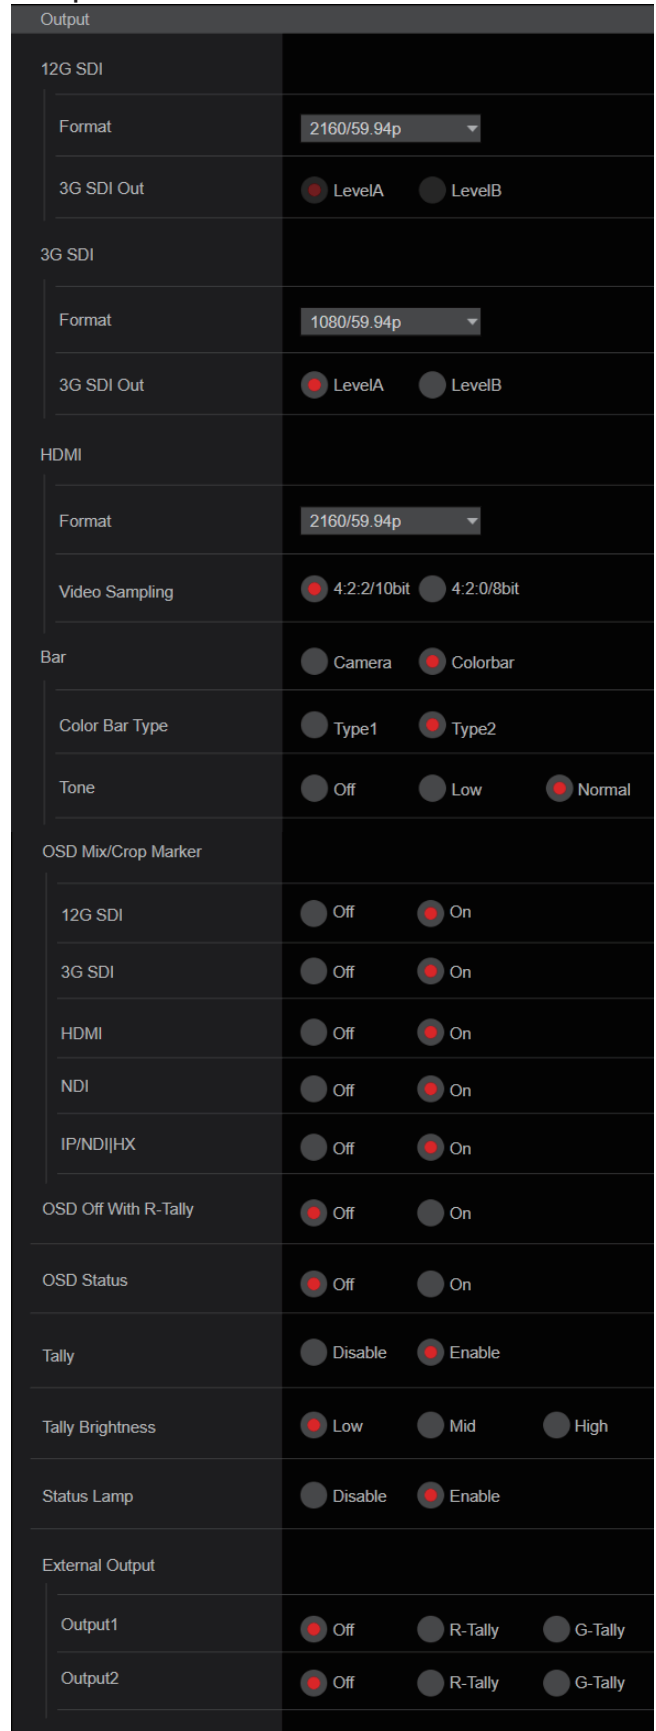 Output
12G SDI
Format 2160/59.94p
3G SDI Out LevelA LevelB
3G SDI
Format 1080/59.94p
3G SDI Out LevelA LevelB
HDMI
Format 2160/59.94p
Video Sampling 4:2:2/10bit 4:2:0/8bit
Bar Camera Colorbar
Color Bar Type Type1 Type2
Tone Off Low Normal
OSD Mix/Crop Marker
12G SDI Off On
3G SDI Off On
HDMI Off On
NDI Off On
IP/NDI|HX Off On
OSD Off With R-Tally Off On
OSD Status Off On
Tally Disable Enable
Tally Brightness Low Mid High
Status Lamp Disable Enable
External Output
Output1 Off R-Tally G-Tally
Output2 Off R-Tally G-Tally